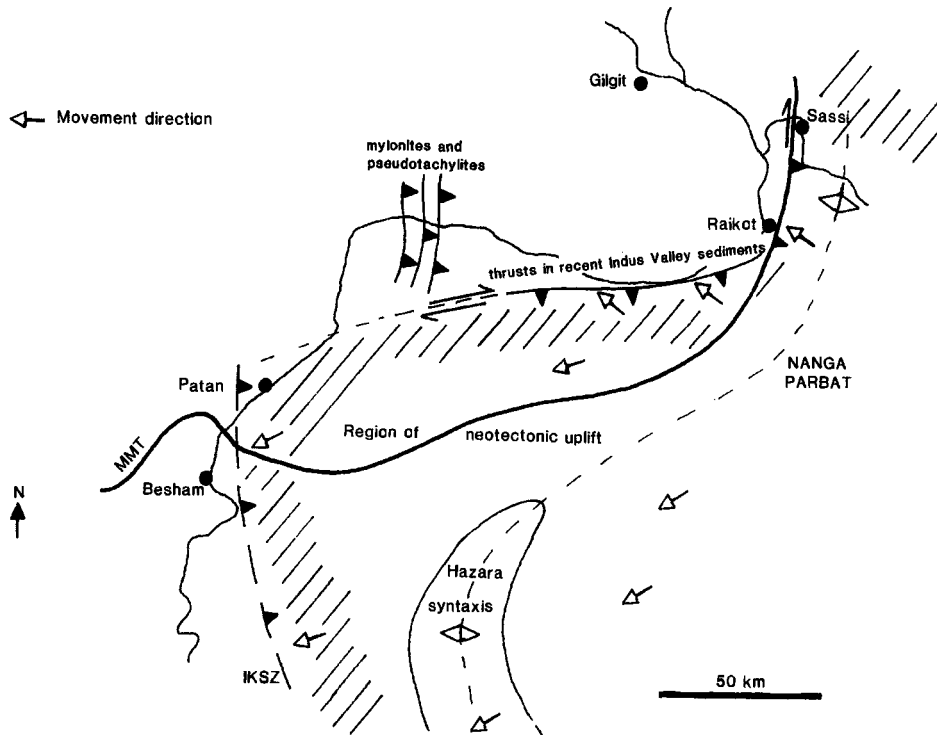 Gilgit
Sassi
Movement direction
mylonites and
pseudotachylites
Raikot
thrusts in recent Indus Valley sediments
NANGA
PARBAT
Patan
Region of neotectonic uplift
MMT
Besham
N
Hazara
syntaxis
IKSZ
50 km